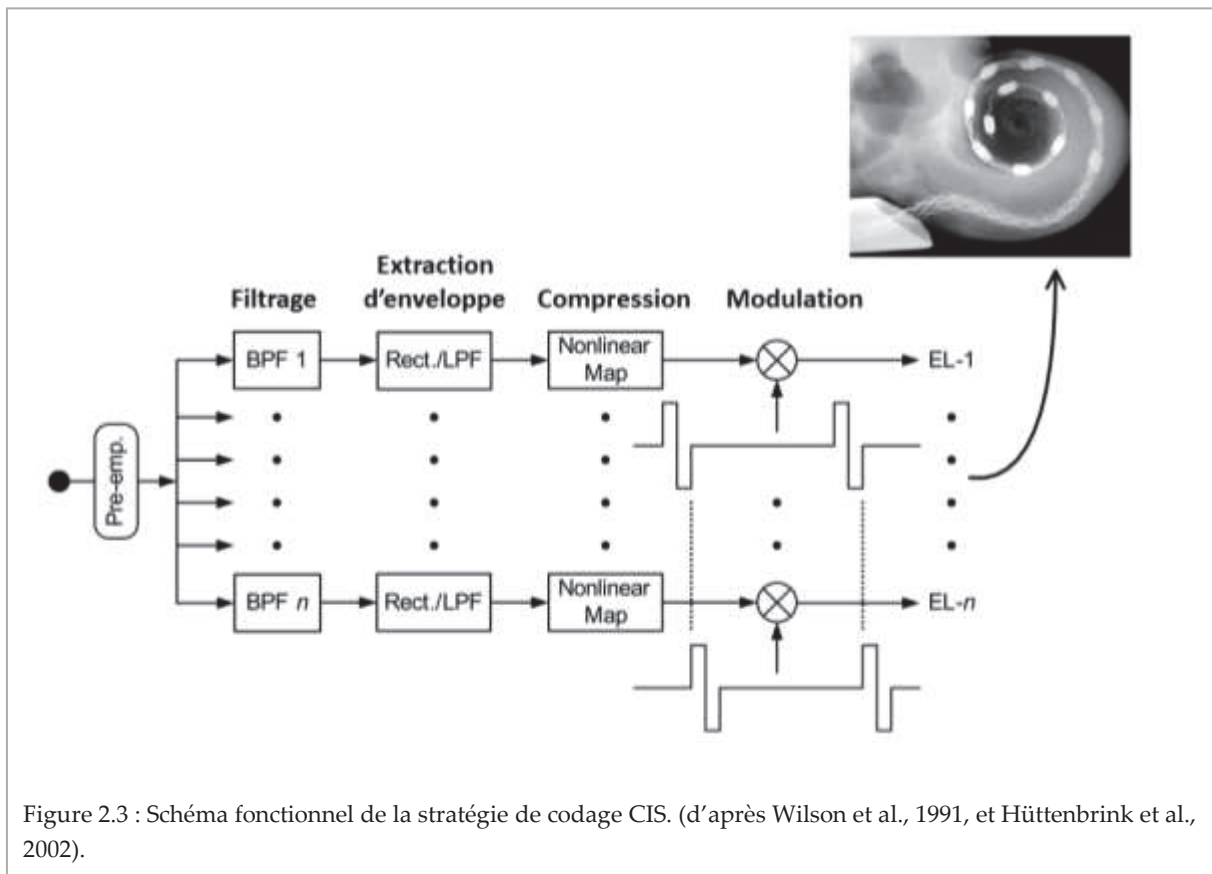 Extraction
Filtrage d'enveloppe Compression Modulation
BPF 1 Rect./LPF Nonlinear Map EL-1
Pre-emp.
BPF n Rect./LPF Nonlinear Map EL-n
Figure 2.3 : Schéma fonctionnel de la stratégie de codage CIS. (d'après Wilson et al., 1991, et Hüttenbrink et al.,
2002).